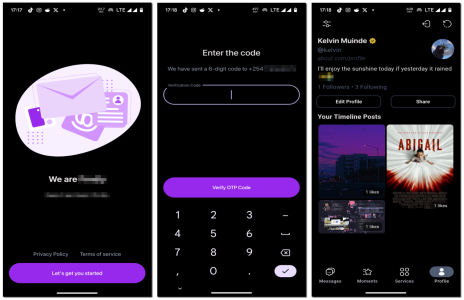 17:17
LTE
We are
Privacy Policy Terms of service
Let's get you started
17:18
LTE
Enter the code
We have sent a 6-digit code to +254
Verification Code
Verify OTP Code
1 2 3 –
4 5 6
7 8 9
, 0 .
17:18
LTE
Kelvin Muinde
@kelvin
about.com/profile
I'll enjoy the sunshine today if yesterday it rained
1 Followers • 3 Following
Edit Profile
Share
Your Timeline Posts
1 likes
ABIGAIL
1 likes
1 likes
Messages
Moments
Services
Profile